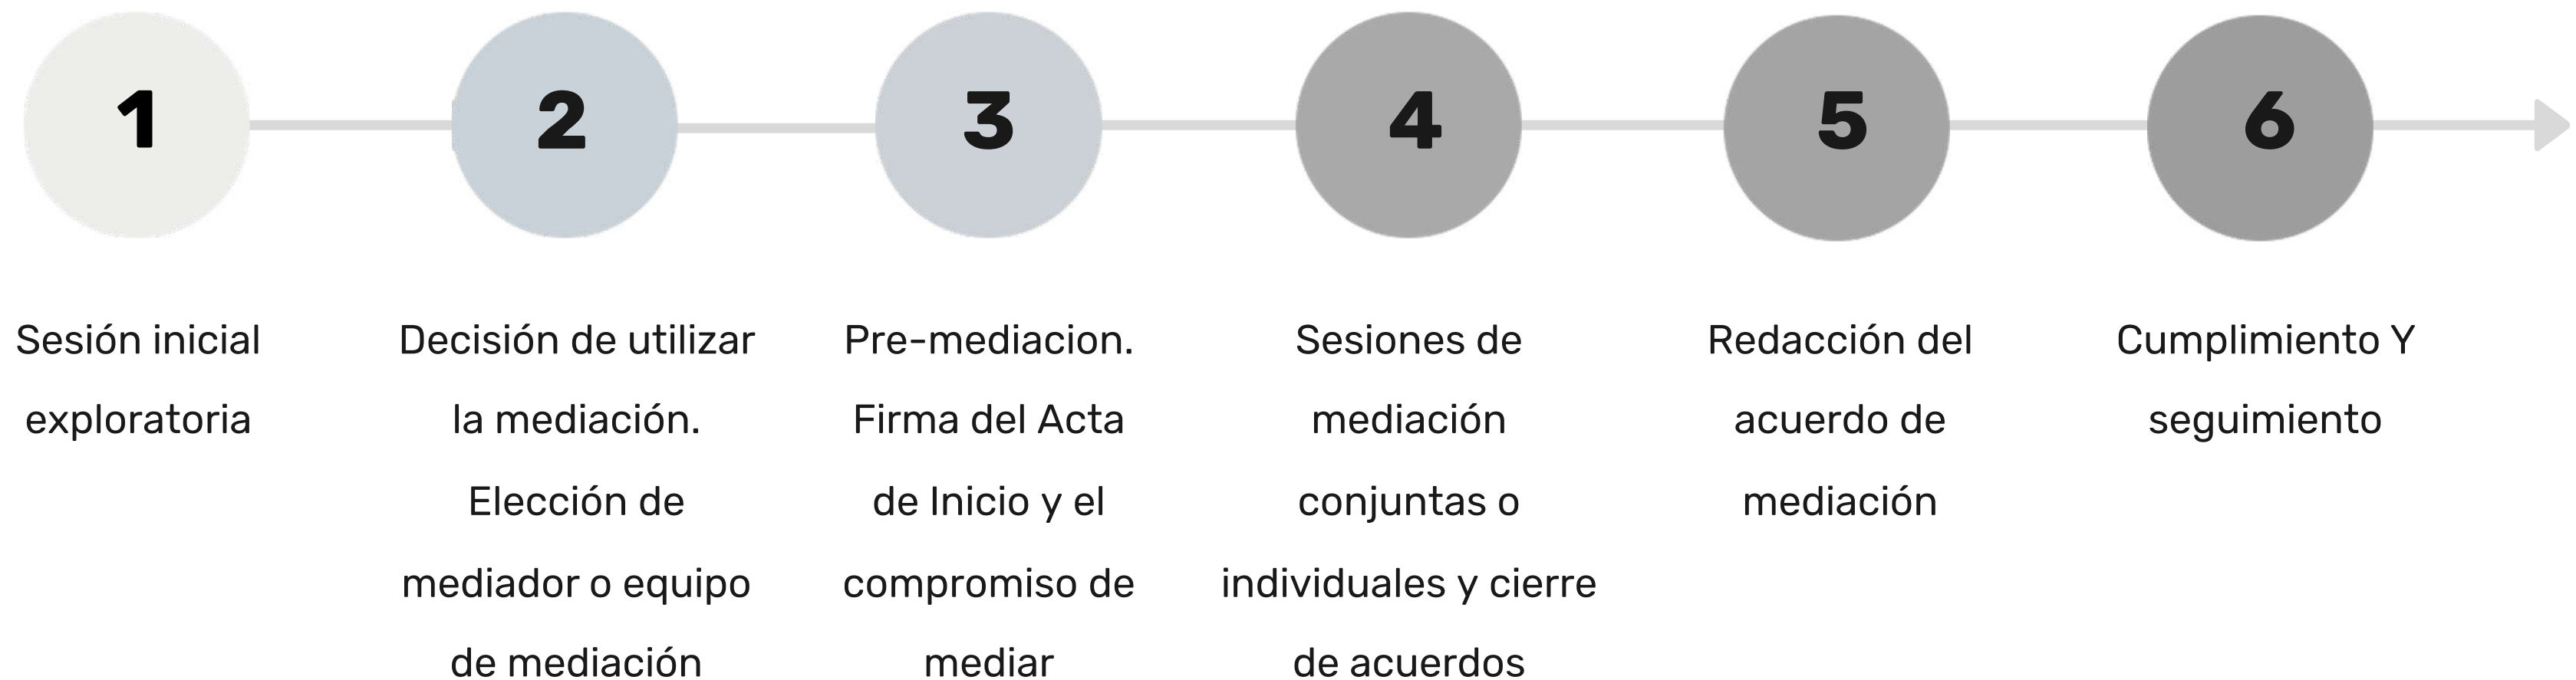 1
Sesión inicial
exploratoria
2
Decisión de utilizar
la mediación.
Elección de
mediador o equipo
de mediación
3
Pre-mediacion.
Firma del Acta
de Inicio y el
compromiso de
mediar
4
Sesiones de
mediación
conjuntas o
individuales y cierre
de acuerdos
5
Redacción del
acuerdo de
mediación
6
Cumplimiento Y
seguimiento